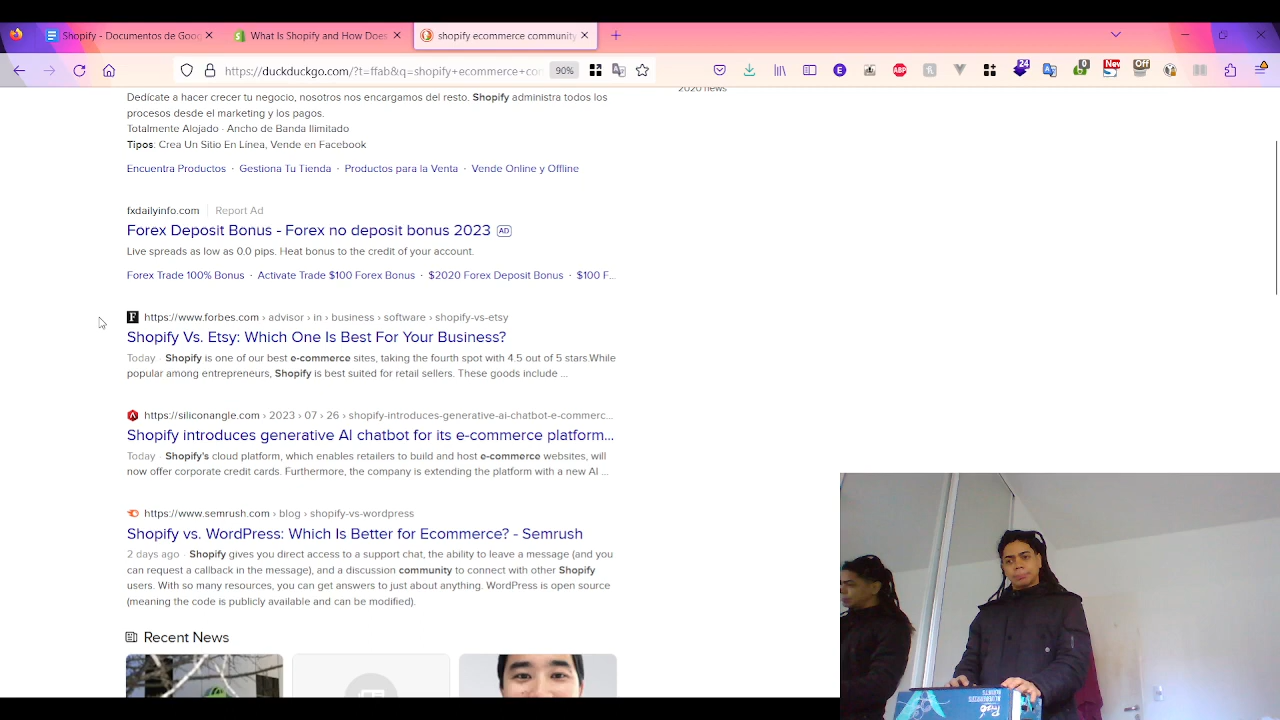 Shopify - Documentos de Goog
What Is Shopify and How Does
shopify ecommerce community
https://duckduckgo.com/?t=ffab&q=shopify+ecommerce+co
90%
24
0
New
Off
ABP
Dedícate a hacer crecer tu negocio, nosotros nos encargamos del resto. Shopify administra todos los
procesos desde el marketing y los pagos.
Totalmente Alojado - Ancho de Banda Ilimitado
Tipos: Crea Un Sitio En Línea, Vende en Facebook
Encuentra Productos · Gestiona Tu Tienda · Productos para la Venta · Vende Online y Offline
2020 news
fxdailyinfo.com Report Ad
Forex Deposit Bonus - Forex no deposit bonus 2023 AD
Live spreads as low as 0.0 pips. Heat bonus to the credit of your account.
Forex Trade 100% Bonus · Activate Trade $100 Forex Bonus · $2020 Forex Deposit Bonus · $100 F...
https://www.forbes.com › advisor › in › business › software › shopify-vs-etsy
Shopify Vs. Etsy: Which One Is Best For Your Business?
Today · Shopify is one of our best e-commerce sites, taking the fourth spot with 4.5 out of 5 stars.While
popular among entrepreneurs, Shopify is best suited for retail sellers. These goods include ...
https://siliconangle.com › 2023 › 07 › 26 › shopify-introduces-generative-ai-chatbot-e-commerc...
Shopify introduces generative AI chatbot for its e-commerce platform...
Today · Shopify's cloud platform, which enables retailers to build and host e-commerce websites, will
now offer corporate credit cards. Furthermore, the company is extending the platform with a new AI ...
https://www.semrush.com › blog › shopify-vs-wordpress
Shopify vs. WordPress: Which Is Better for Ecommerce? - Semrush
2 days ago · Shopify gives you direct access to a support chat, the ability to leave a message (and you
can request a callback in the message), and a discussion community to connect with other Shopify
users. With so many resources, you can get answers to just about anything. WordPress is open source
(meaning the code is publicly available and can be modified).
Recent News